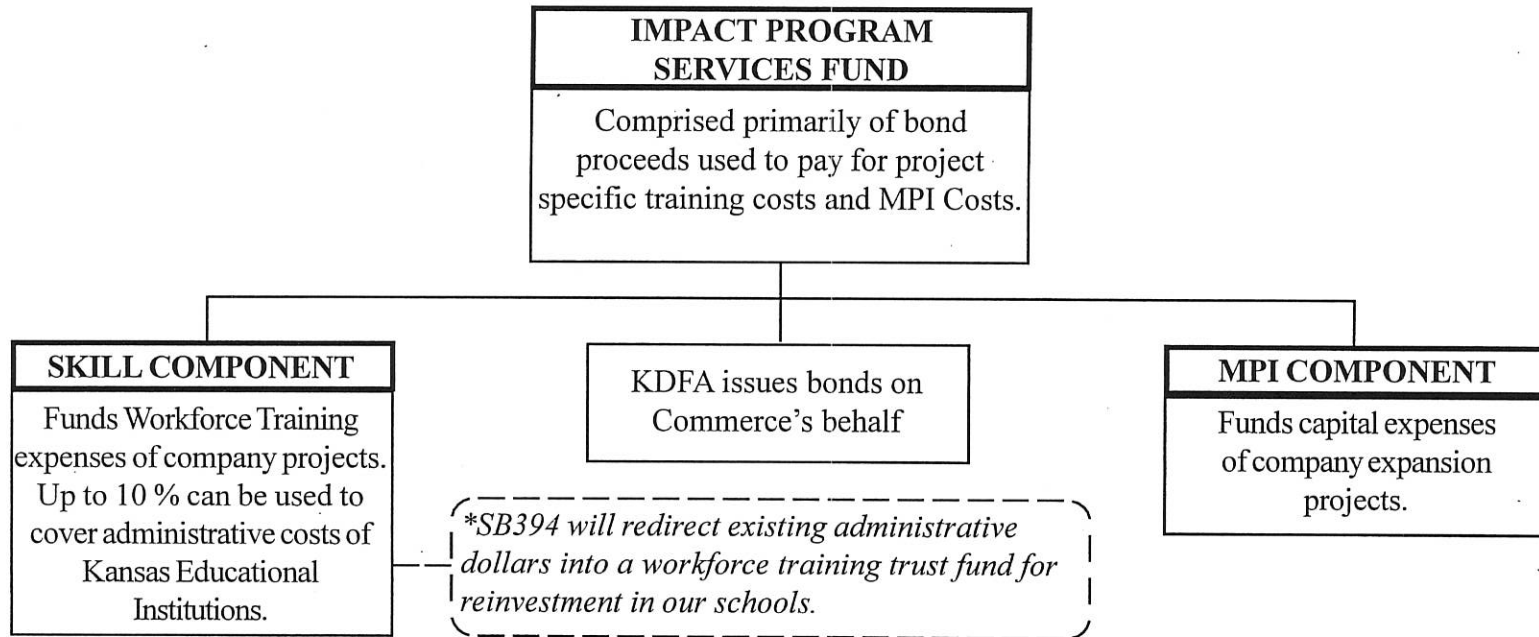 IMPACT PROGRAM
SERVICES FUND
Comprised primarily of bond
proceeds used to pay for project
specific training costs and MPI Costs.
SKILL COMPONENT
Funds Workforce Training
expenses of company projects.
Up to 10 % can be used to
cover administrative costs of
Kansas Educational
Institutions.
KDFA issues bonds on
Commerce's behalf
*SB394 will redirect existing administrative
dollars into a workforce training trust fund for
reinvestment in our schools.
MPI COMPONENT
Funds capital expenses
of company expansion
projects.